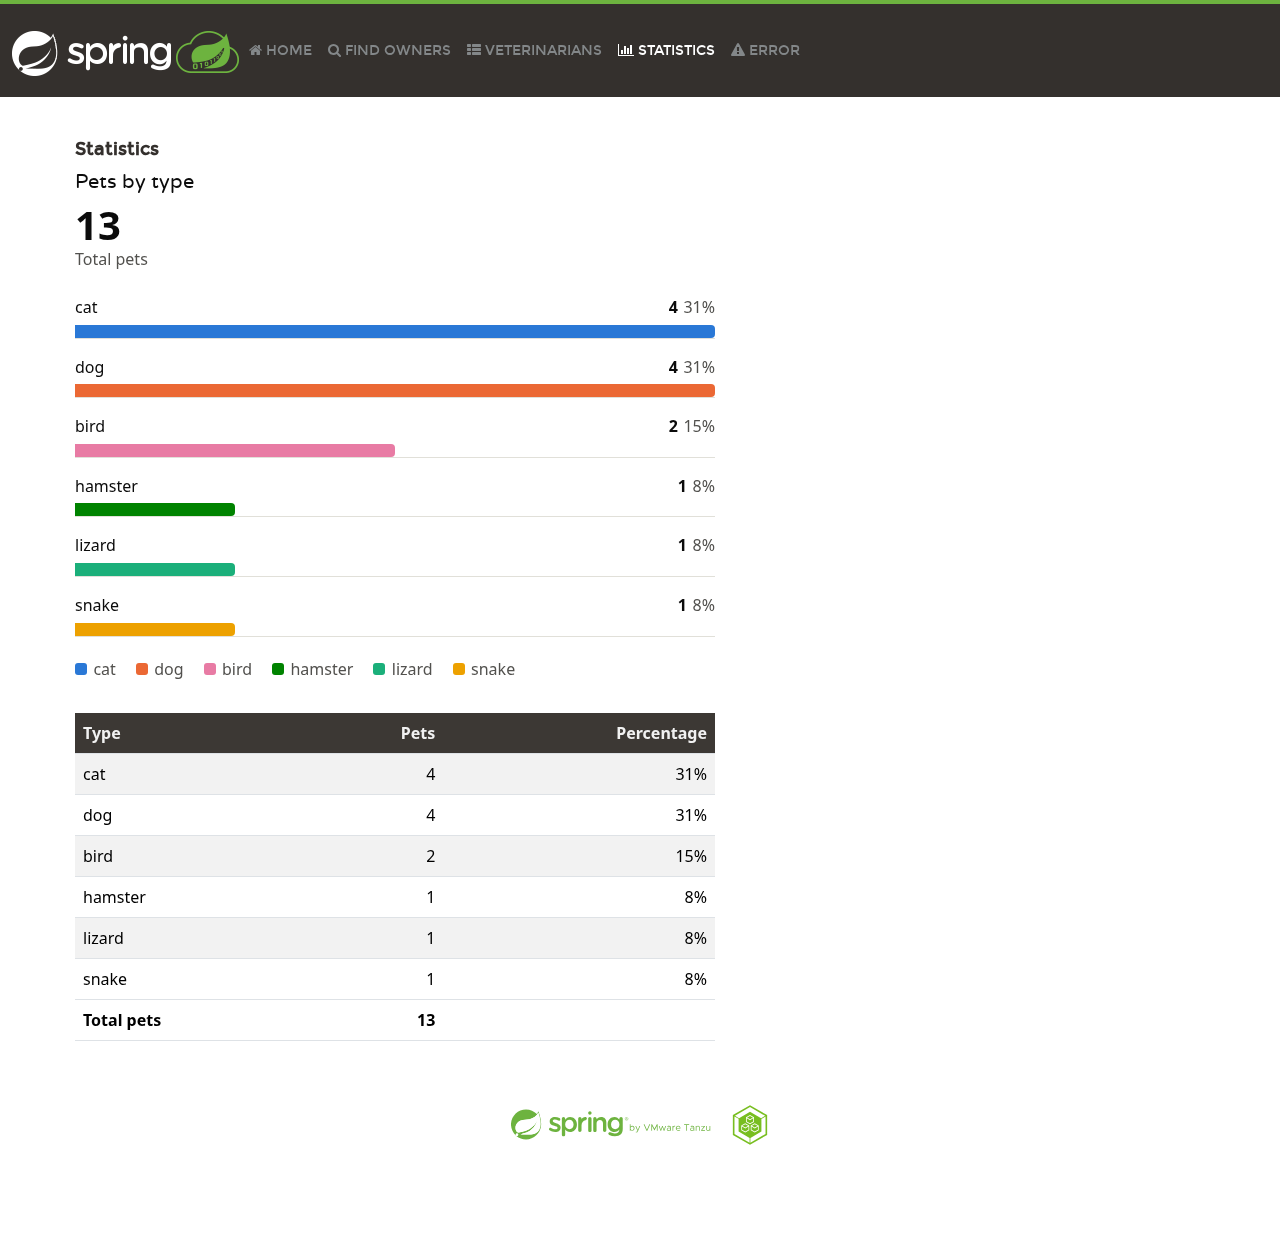 spring HOME FIND OWNERS VETERINARIANS STATISTICS ERROR
Statistics
Pets by type
13
Total pets
cat 4 31%
dog 4 31%
bird 2 15%
hamster 1 8%
lizard 1 8%
snake 1 8%
cat dog bird hamster lizard snake
Type Pets Percentage
cat 4 31%
dog 4 31%
bird 2 15%
hamster 1 8%
lizard 1 8%
snake 1 8%
Total pets 13
spring by VMware Tanzu